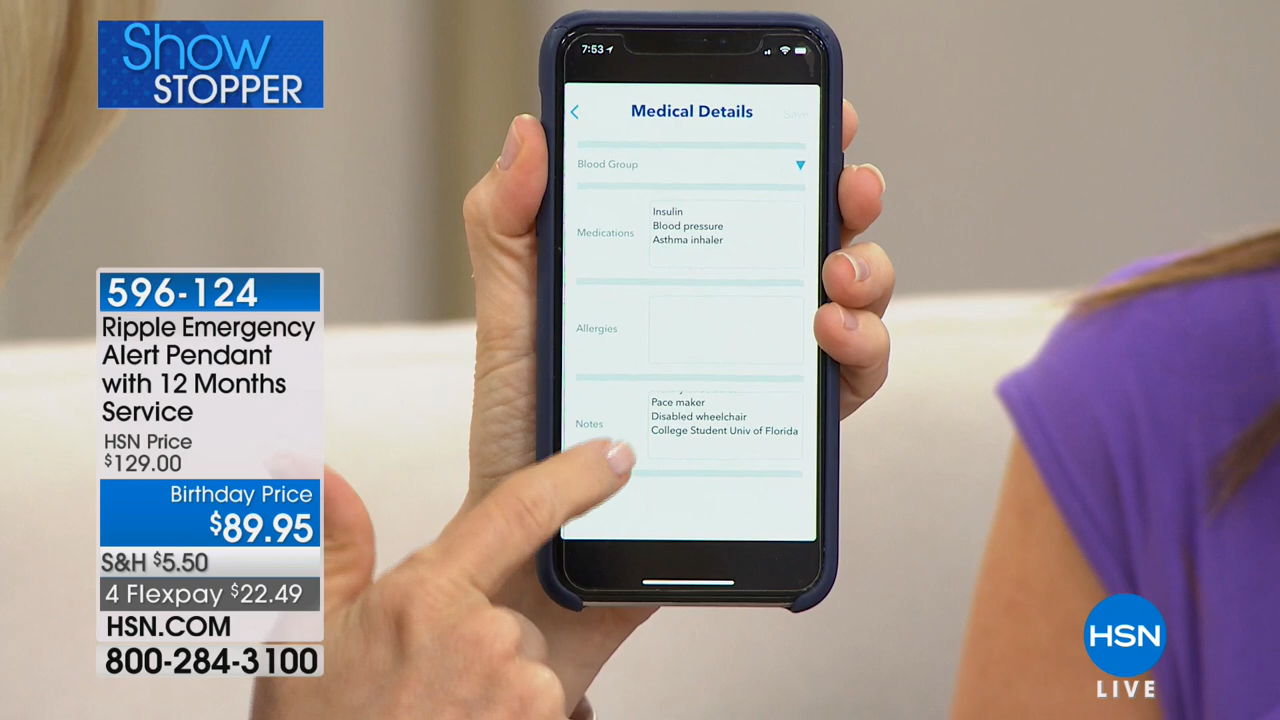 Show
STOPPER
596-124
Ripple Emergency
Alert Pendant
with 12 Months
Service
HSN Price
$129.00
Birthday Price
$89.95
S&H $5.50
4 Flexpay $22.49
HSN.COM
800-284-3100
7:53
Medical Details
Save
Blood Group
Medications
Insulin
Blood pressure
Asthma inhaler
Allergies
Notes
Pace maker
Disabled wheelchair
College Student Univ of Florida
HSN
LIVE